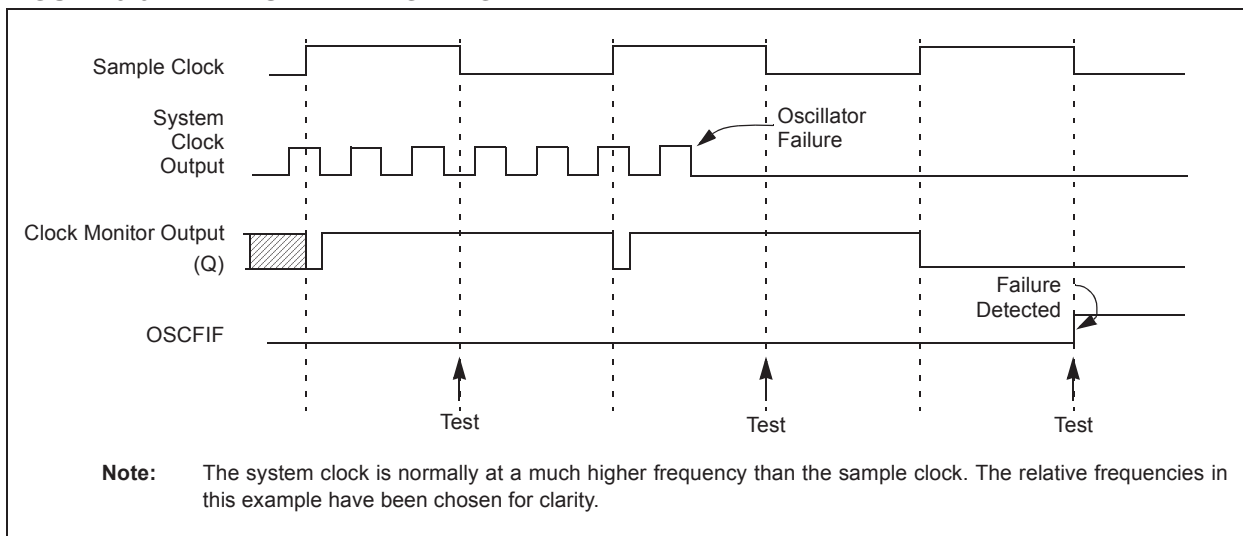 Sample Clock
System
Clock
Output
Oscillator
Failure
Clock Monitor Output
(Q)
Failure
Detected
OSCFIF
Test
Test
Test
Note: The system clock is normally at a much higher frequency than the sample clock. The relative frequencies in
this example have been chosen for clarity.